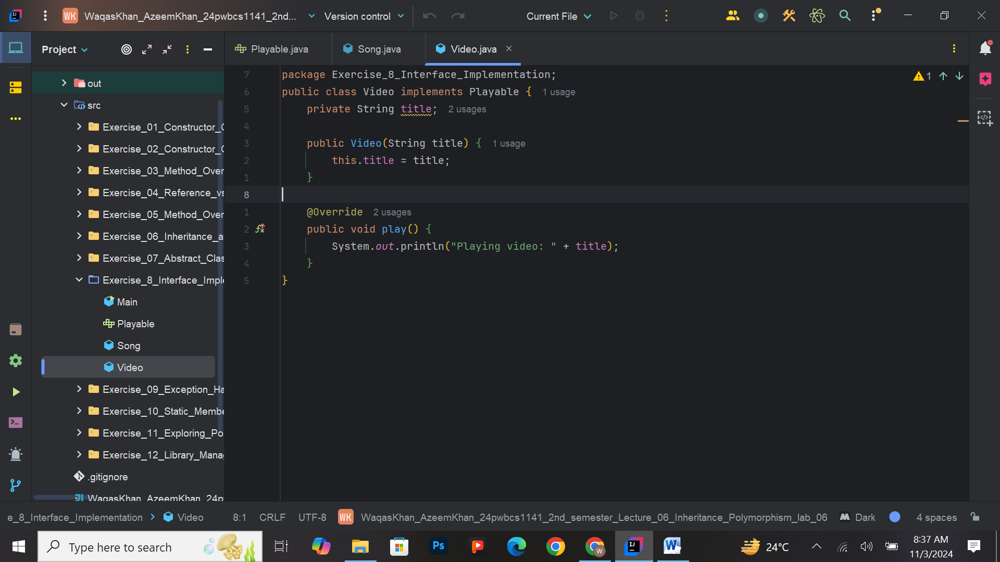 WK WaqasKhan_AzeemKhan_24pwbcs1141_2nd... Version control Current File
Project
Playable.java Song.java Video.java
out
src
Exercise_01_Constructor_
Exercise_02_Constructor_
Exercise_03_Method_Over
Exercise_04_Reference_vs
Exercise_05_Method_Over
Exercise_06_Inheritance_a
Exercise_07_Abstract_Clas
Exercise_8_Interface_Imple
Main
Playable
Song
Video
Exercise_09_Exception_Ha
Exercise_10_Static_Membe
Exercise_11_Exploring_Po
Exercise_12_Library_Mana
.gitignore
WaqasKhan_AzeemKhan_24p
7 package Exercise_8_Interface_Implementation;
6 public class Video implements Playable { 1 usage
5 private String title; 2 usages
4
3 public Video(String title) { 1 usage
2 this.title = title;
1 }
8
1 @Override 2 usages
2 public void play() {
3 System.out.println("Playing video: " + title);
4 }
5 }
1
e_8_Interface_Implementation > Video 8:1 CRLF UTF-8 WK WaqasKhan_AzeemKhan_24pwbcs1141_2nd_semester_Lecture_06_Inheritance_Polymorphism_lab_06 Dark 4 spaces
Type here to search Ps W 24°C 8:37 AM
11/3/2024